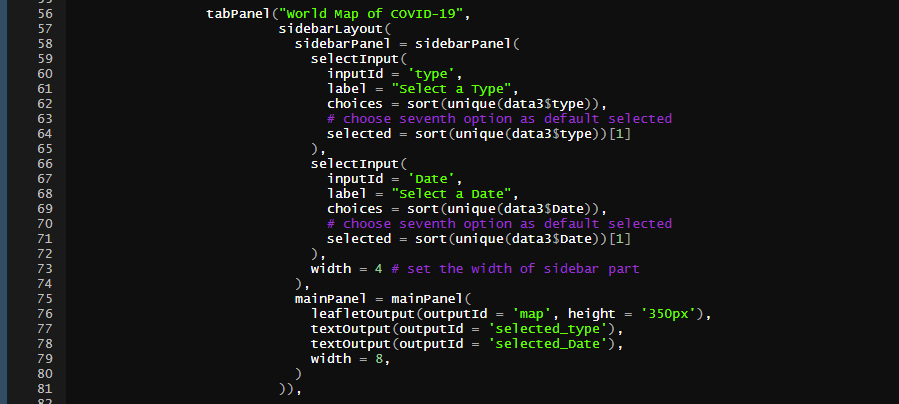 56 tabPanel("World Map of COVID-19",
57 sidebarLayout(
58 sidebarPanel = sidebarPanel(
59 selectInput(
60 inputId = 'type',
61 label = "Select a Type",
62 choices = sort(unique(data3$type)),
63 # choose seventh option as default selected
64 selected = sort(unique(data3$type))[1]
65 ),
66 selectInput(
67 inputId = 'Date',
68 label = "Select a Date",
69 choices = sort(unique(data3$Date)),
70 # choose seventh option as default selected
71 selected = sort(unique(data3$Date))[1]
72 ),
73 width = 4 # set the width of sidebar part
74 ),
75 mainPanel = mainPanel(
76 leafletOutput(outputId = 'map', height = '350px'),
77 textOutput(outputId = 'selected_type'),
78 textOutput(outputId = 'selected_Date'),
79 width = 8,
80 )
81 )),